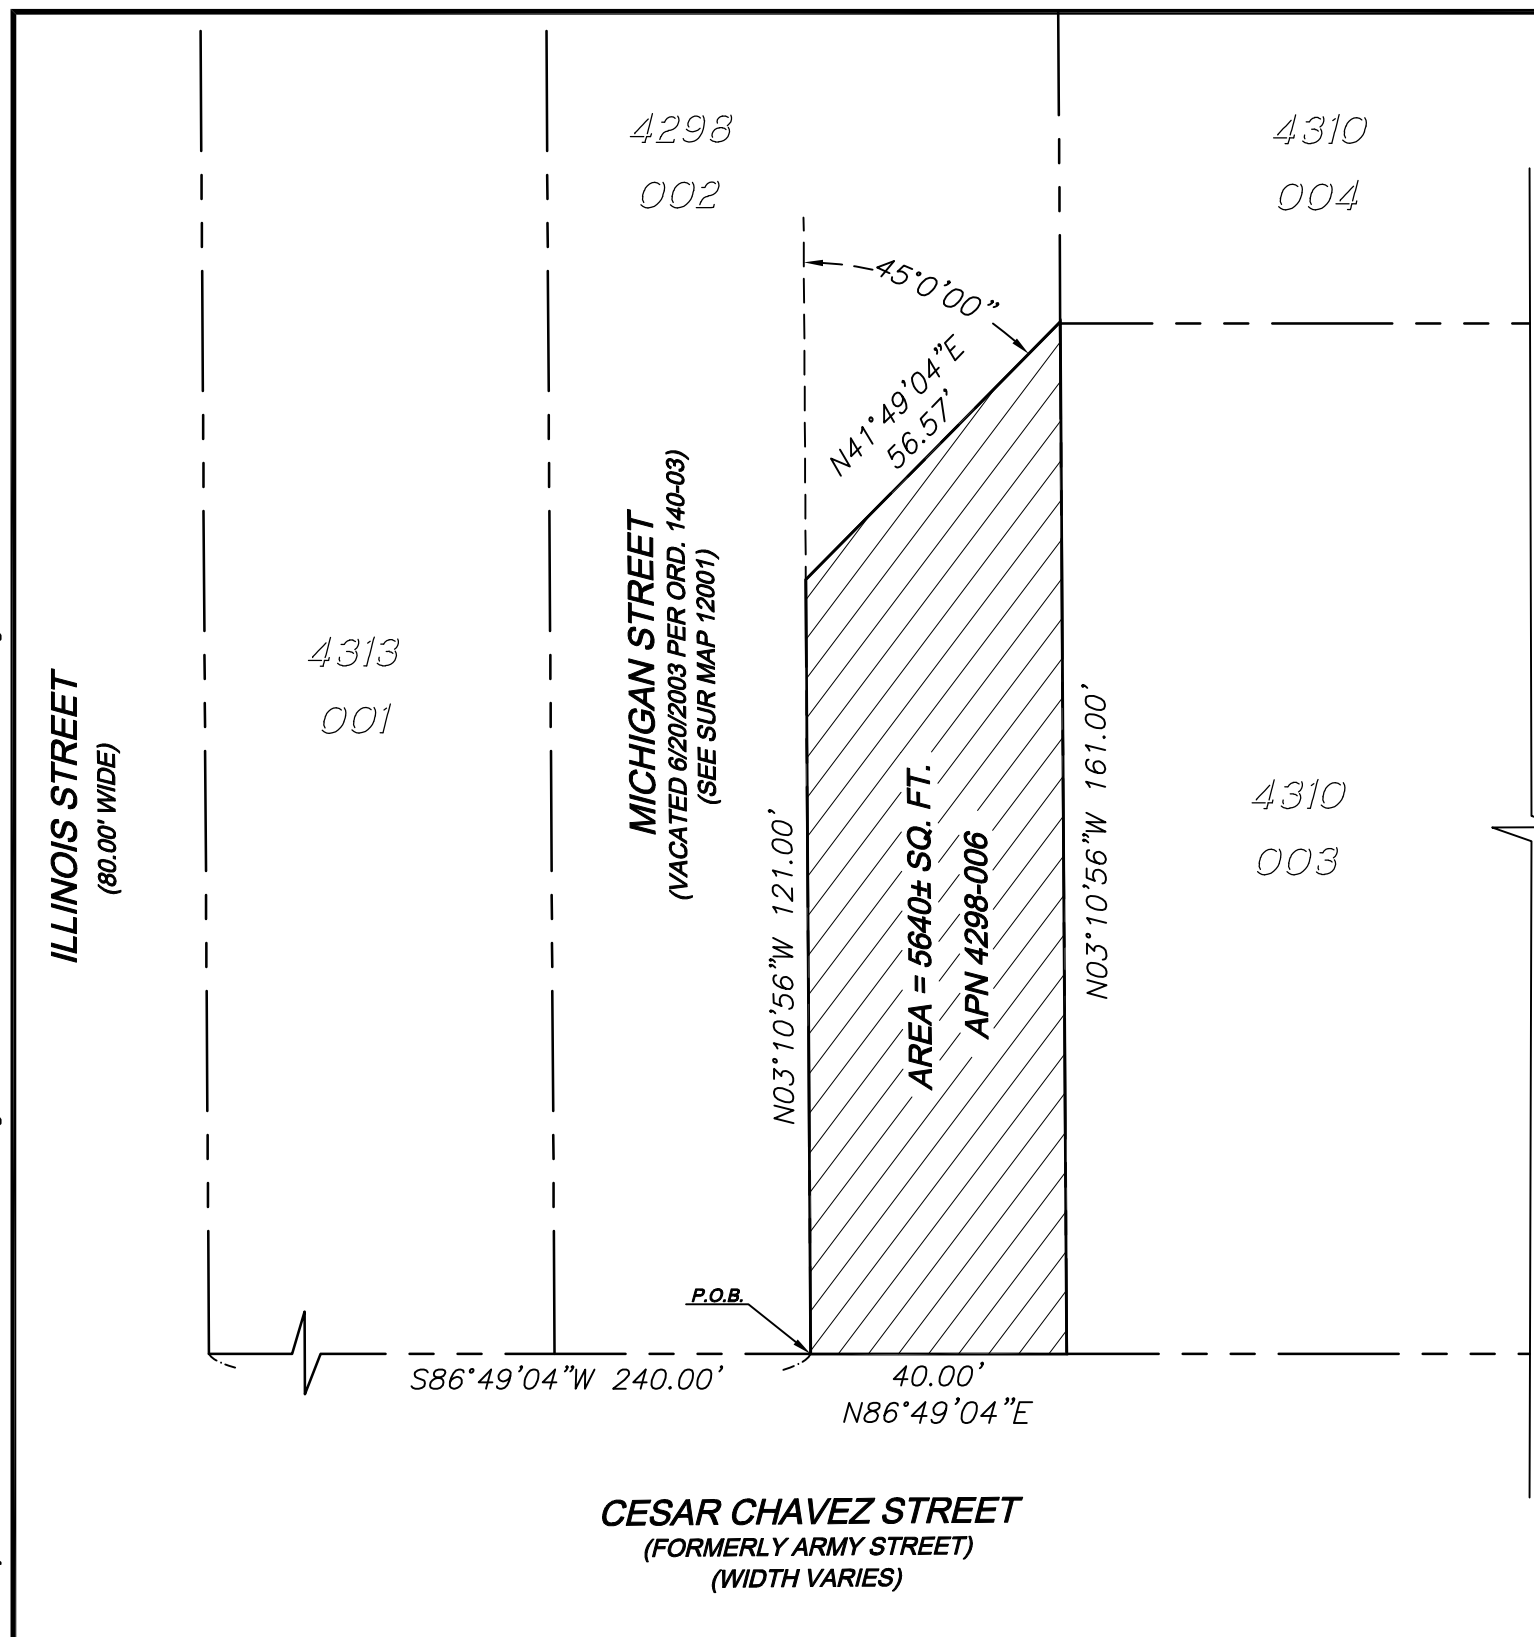 4298
002
4310
004
45°0'00”
N41°49'04”E
56.57'
MICHIGAN STREET
(VACATED 6/20/2003 PER ORD. 140-03)
(SEE SUR MAP 12001)
4313
001
ILLINOIS STREET
(80.00' WIDE)
N03°10'56”W 121.00'
AREA = 5640± SQ. FT.
APN 4298-006
N03°10'56”W 161.00'
4310
003
P.O.B.
S86°49'04”W 240.00'
40.00'
N86°49'04”E
CESAR CHAVEZ STREET
(FORMERLY ARMY STREET)
(WIDTH VARIES)